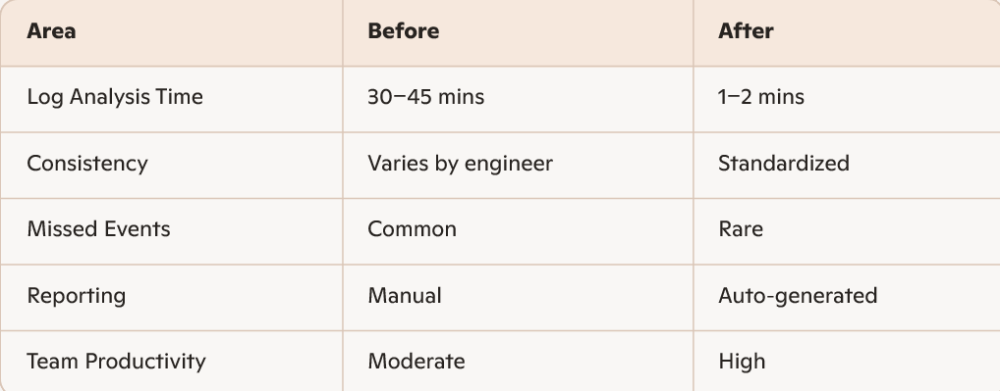 Area Before After
Log Analysis Time 30–45 mins 1–2 mins
Consistency Varies by engineer Standardized
Missed Events Common Rare
Reporting Manual Auto-generated
Team Productivity Moderate High